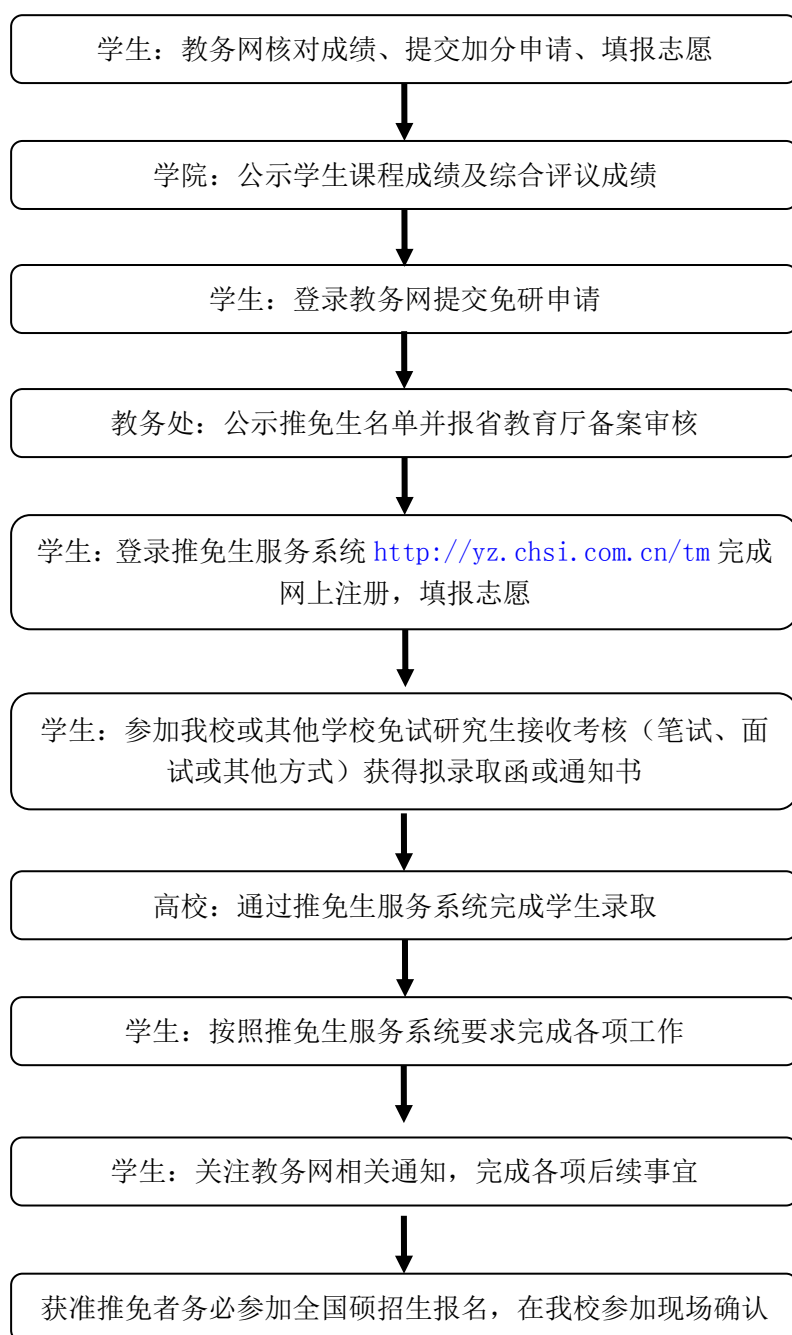 学生：教务网核对成绩、提交加分申请、填报志愿
学院：公示学生课程成绩及综合评议成绩
学生：登录教务网提交免研申请
教务处：公示推免生名单并报省教育厅备案审核
学生：登录推免生服务系统 http://yz.chsi.com.cn/tm 完成
网上注册，填报志愿
学生：参加我校或其他学校免试研究生接收考核（笔试、面
试或其他方式）获得拟录取函或通知书
高校：通过推免生服务系统完成学生录取
学生：按照推免生服务系统要求完成各项工作
学生：关注教务网相关通知，完成各项后续事宜
获准推免者务必参加全国硕招生报名，在我校参加现场确认